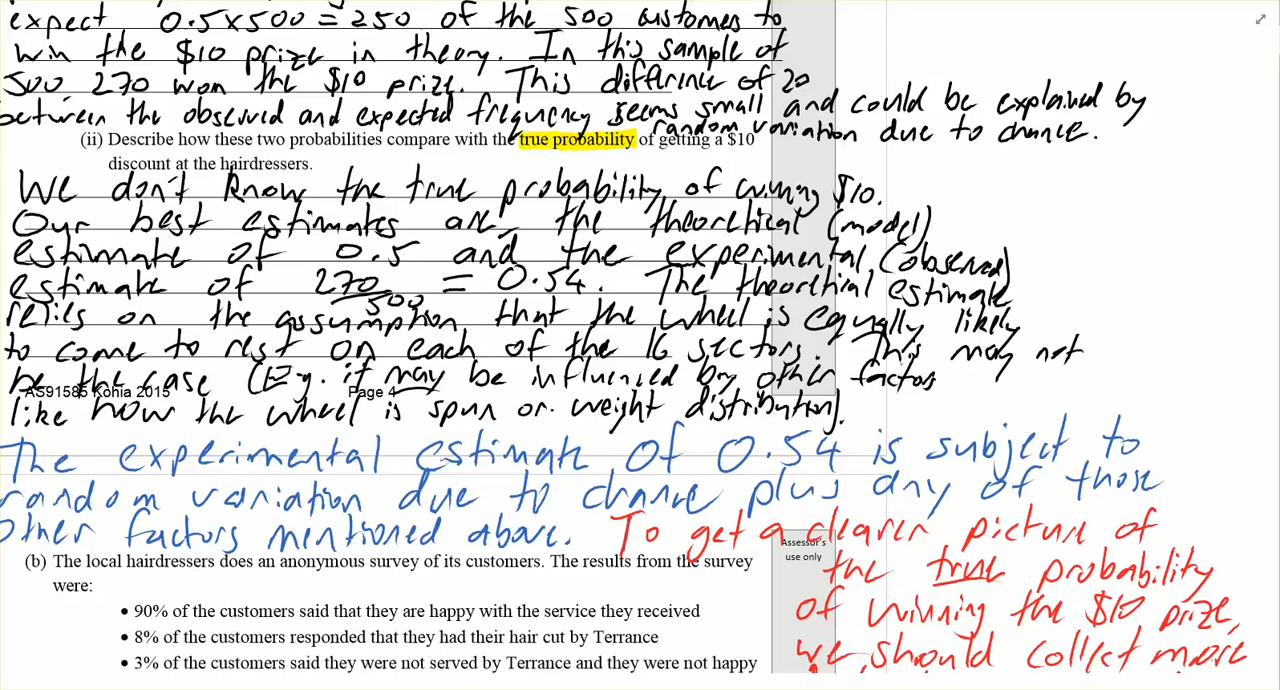 expect 0.5x500 = 250 of the 500 customes to
win the $10 prize in theory. In this sample of
500 270 won the $10 prize. This difference of 20
between the observed and expected frequency seems small and could be explained by
random variation due to chance.
(ii) Describe how these two probabilities compare with the true probability of getting a $10
discount at the hairdressers.
We don't know the true probability of winning $10.
Our best estimates are the theoretical (model)
estimate of 0.5 and the experimental (observed)
estimate of 270/500 = 0.54. The theoretical estimate
relies on the assumption that the wheel is equally likely
to come to rest on each of the 16 sectors. This may not
be the case (E.g. it may be influenced by other factors
AS91585 Kohia 2015 Page 4
like how the wheel is spun or weight distribution).
The experimental estimate of 0.54 is subject to
random variation due to chance plus any of those
other factors mentioned above. To get a clearer picture of
Assessor's
use only
the true probability
of winning the $10 prize,
we should collect more
(b) The local hairdressers does an anonymous survey of its customers. The results from the survey
were:
• 90% of the customers said that they are happy with the service they received
• 8% of the customers responded that they had their hair cut by Terrance
• 3% of the customers said they were not served by Terrance and they were not happy